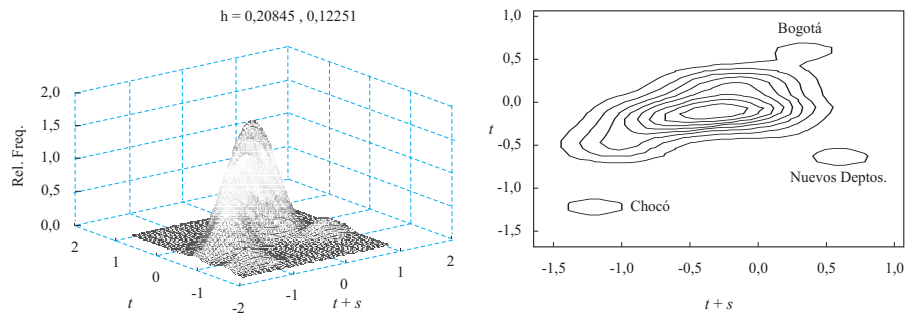 h = 0,20845 , 0,12251
Rel. Freq.
2,0
1,5
1,0
0,5
0,0
2
1
0
-1
-2
t
-1
0
1
2
t + s
t
1,0
0,5
0,0
-0,5
-1,0
-1,5
Bogotá
Nuevos Deptos.
Chocó
-1,5 -1,0 -0,5 0,0 0,5 1,0
t + s